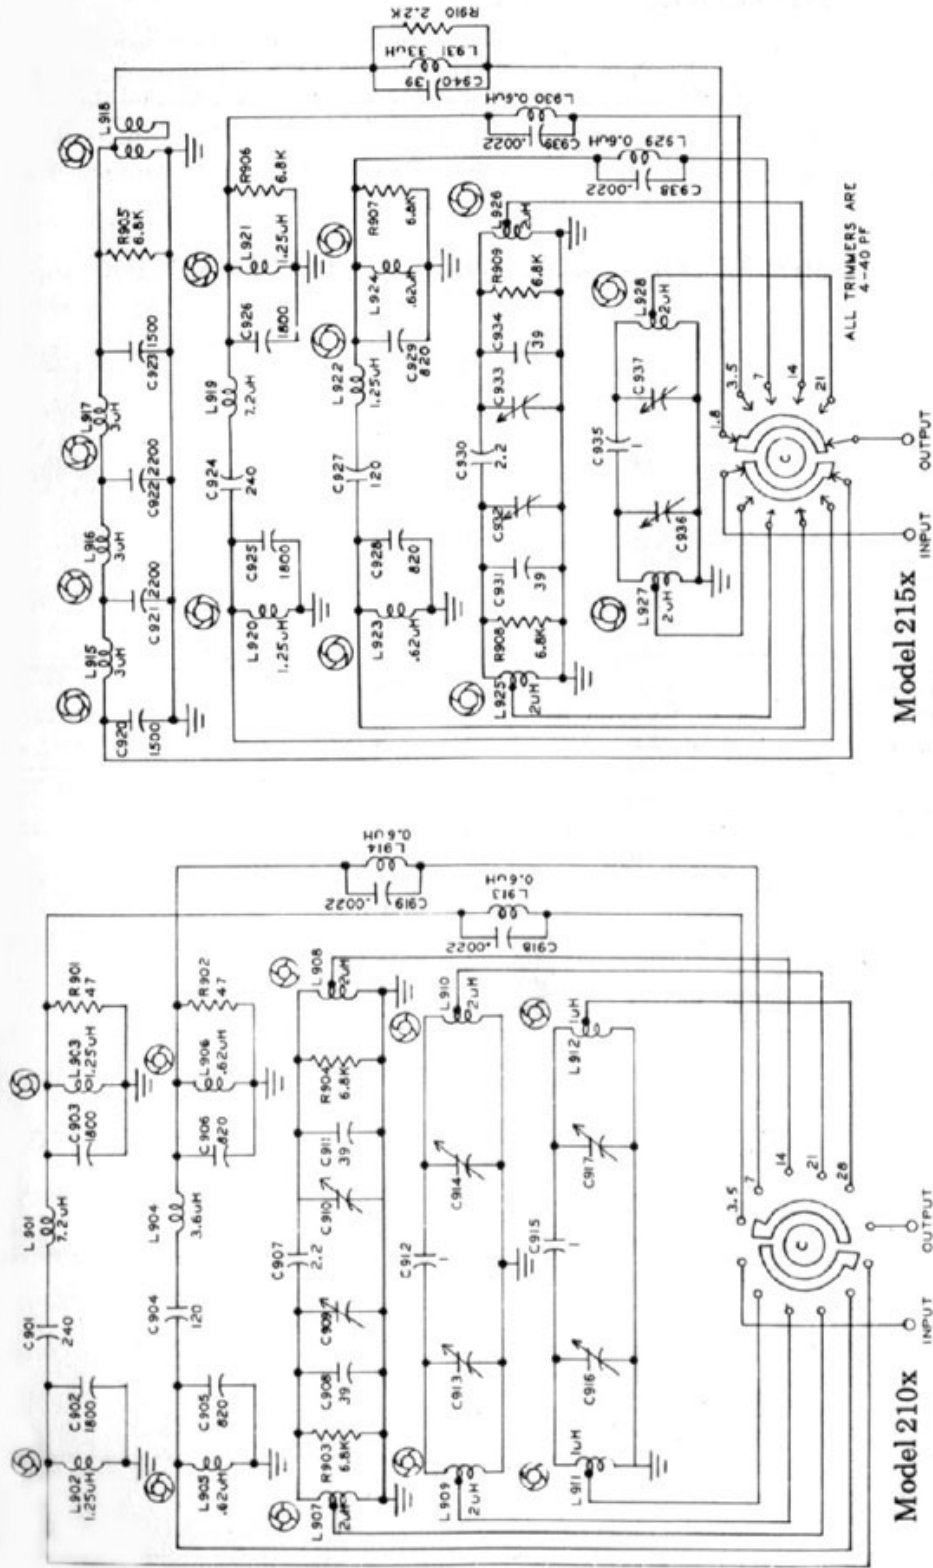 C920
1500
L915
3uH
C921
2200
L916
3uH
C922
2200
L917
3uH
C923
1500
R905
6.8K
L918
L920
1.25uH
C925
1800
C924
240
L919
7.2uH
C926
1800
L921
1.25uH
R906
6.8K
L923
.62uH
C928
820
C927
120
L922
1.25uH
C929
820
L924
.62uH
R907
6.8K
L925
2uH
R908
6.8K
C931
39
C932
C930
2.2
C933
C934
39
R909
6.8K
L926
2uH
L927
2uH
C936
C935
1
C937
L928
2uH
C940
39
L931
33uH
R910
2.2K
C939
.0022
L930 0.6uH
C938
.0022
L929 0.6uH
1.8
3.5
7
14
21
C
INPUT
OUTPUT
ALL TRIMMERS ARE
4-40 PF
Model 215x
L902
1.25uH
C902
1800
C901
240
L901
7.2uH
C903
1800
L903
1.25uH
R901
47
L905
.62uH
C905
820
C904
120
L904
3.6uH
C906
820
L906
.62uH
R902
47
L907
2uH
R903
6.8K
C908
39
C909
C907
2.2
C910
C911
39
R904
6.8K
L908
2uH
L909
2uH
C913
C912
1
C914
L910
2uH
L911
1uH
C916
C915
1
C917
L912
1uH
C919
.0022
L914
0.6uH
C918
.0022
L913
0.6uH
3.5
7
14
21
28
C
INPUT
OUTPUT
Model 210x